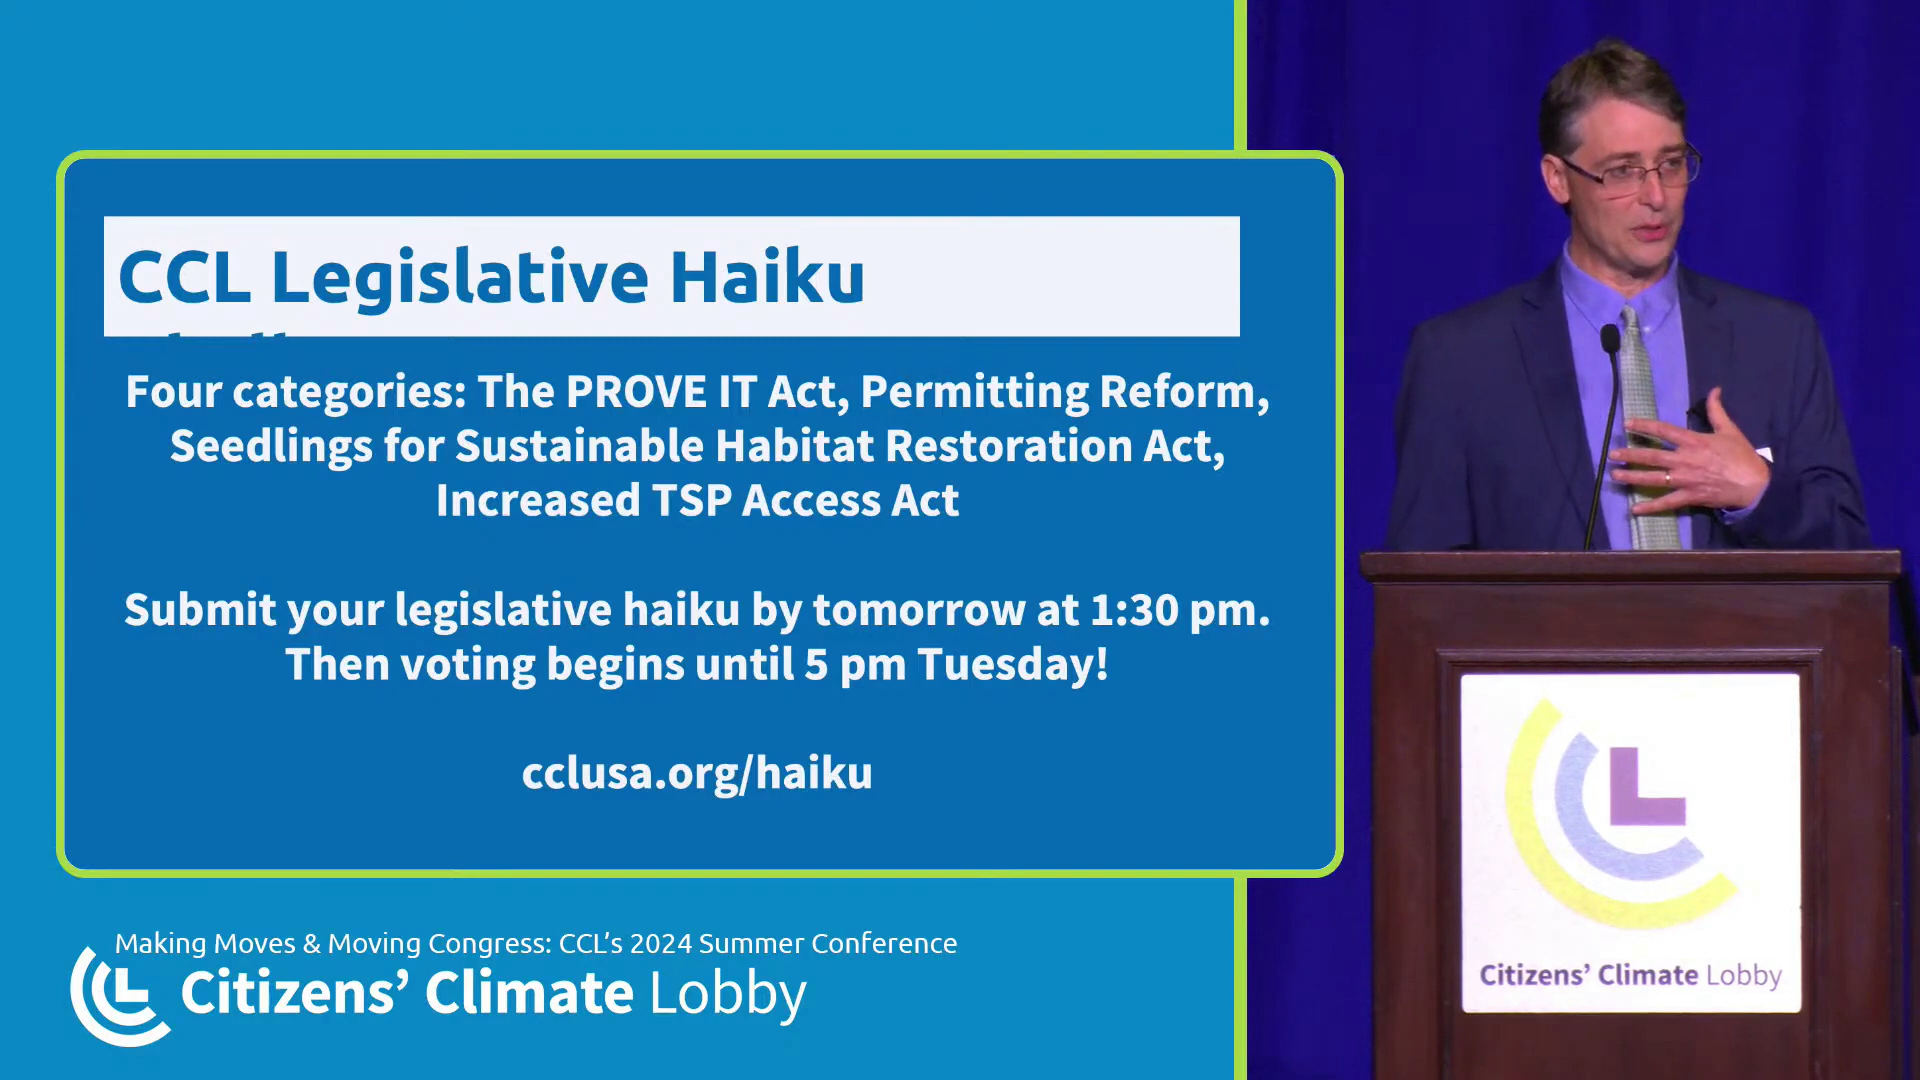 CCL Legislative Haiku
Four categories: The PROVE IT Act, Permitting Reform,
Seedlings for Sustainable Habitat Restoration Act,
Increased TSP Access Act
Submit your legislative haiku by tomorrow at 1:30 pm.
Then voting begins until 5 pm Tuesday!
cclusa.org/haiku
Making Moves & Moving Congress: CCL’s 2024 Summer Conference
Citizens’ Climate Lobby
Citizens’ Climate Lobby